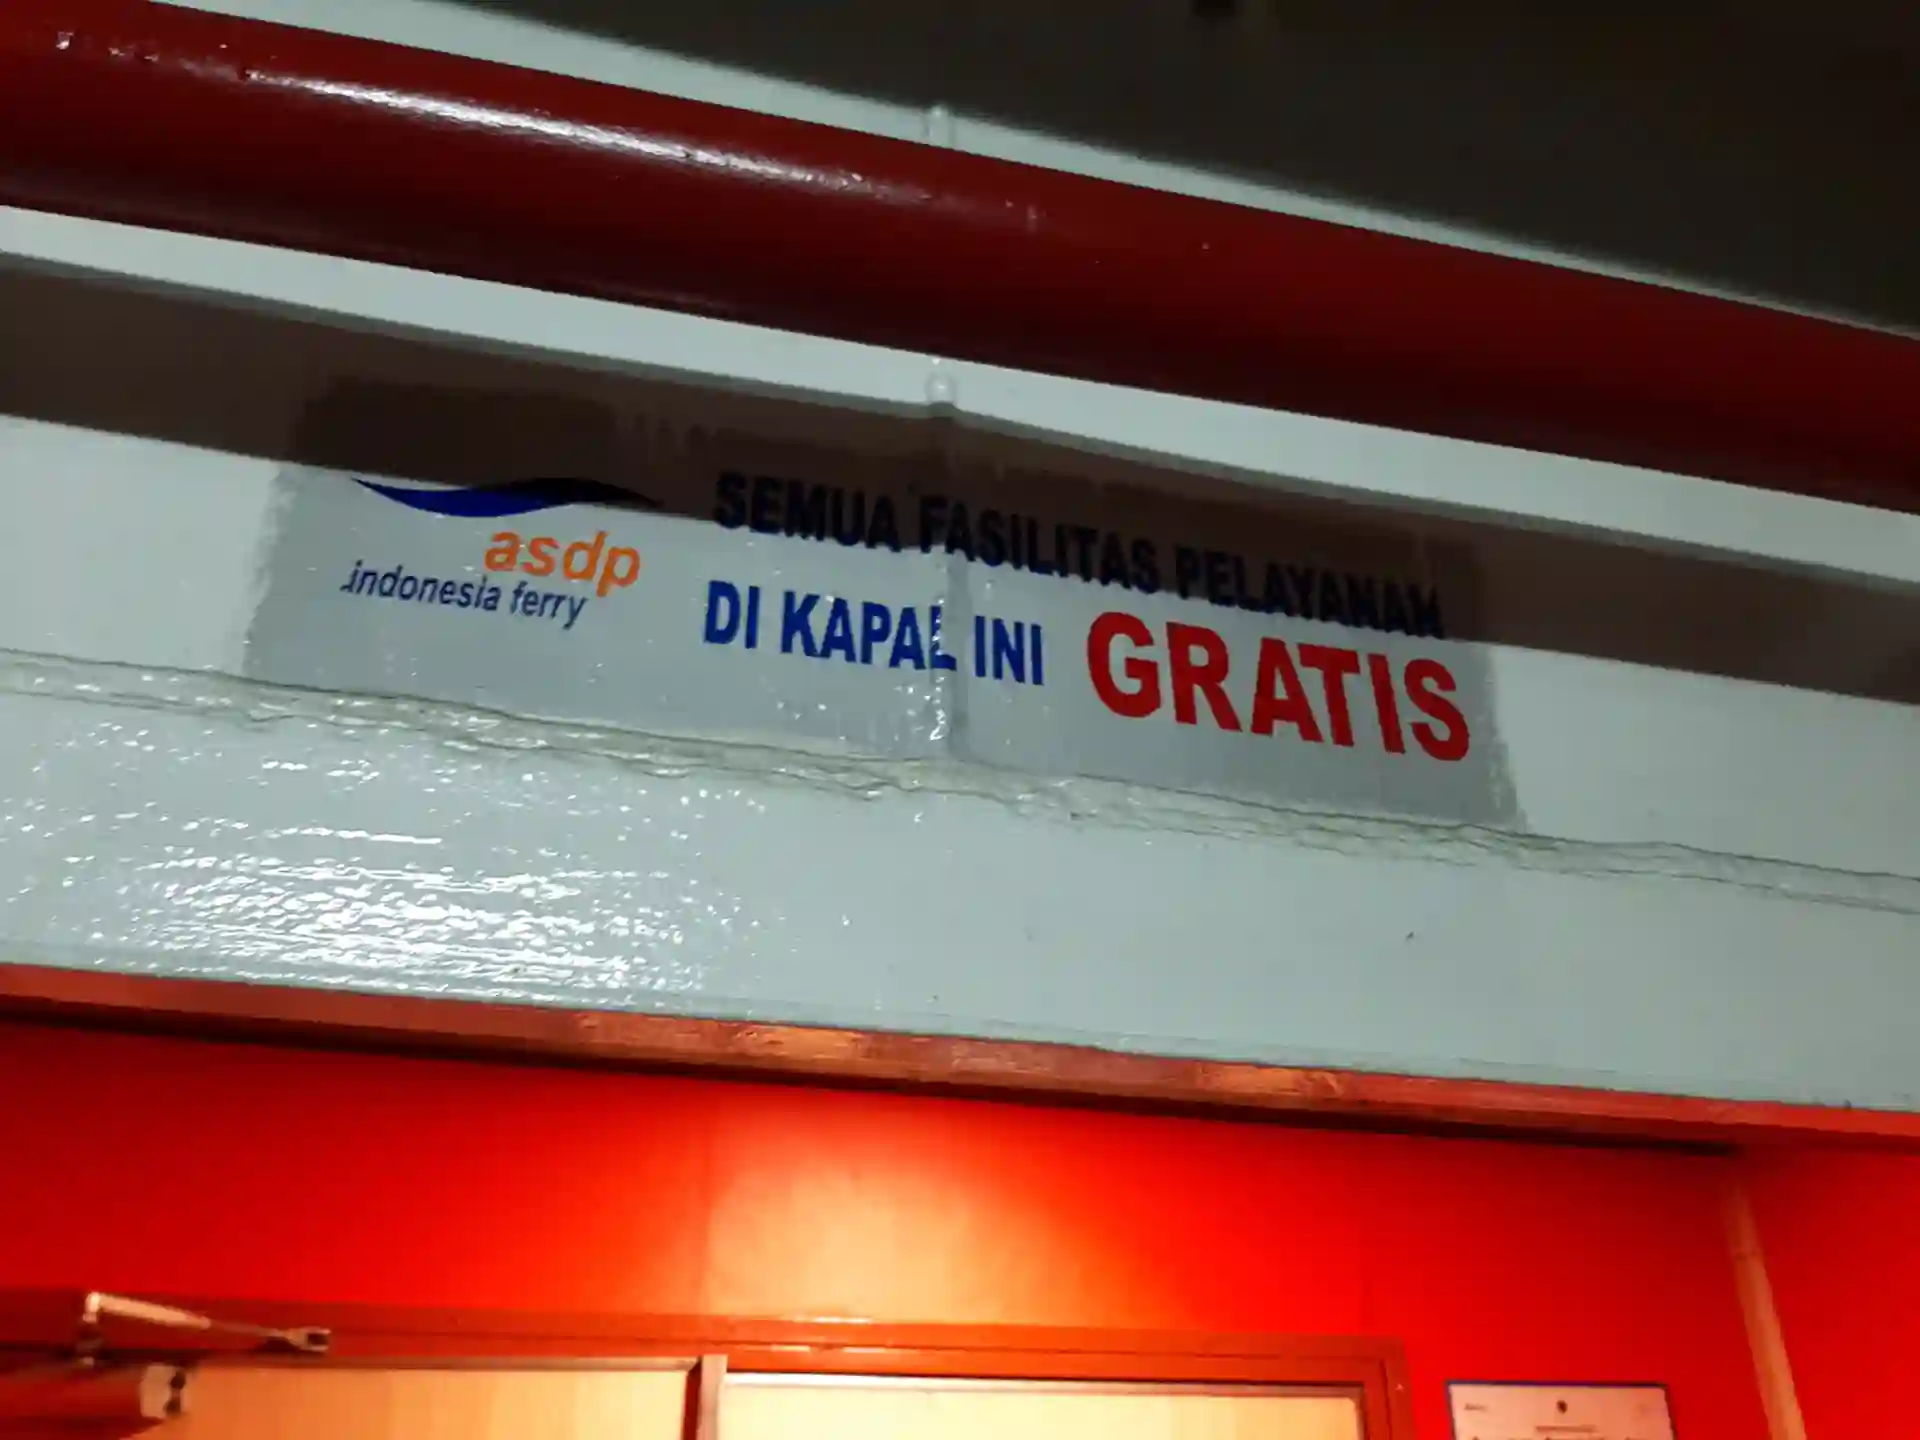 asdp
indonesia ferry
SEMUA FASILITAS PELAYANAN
DI KAPAL INI GRATIS